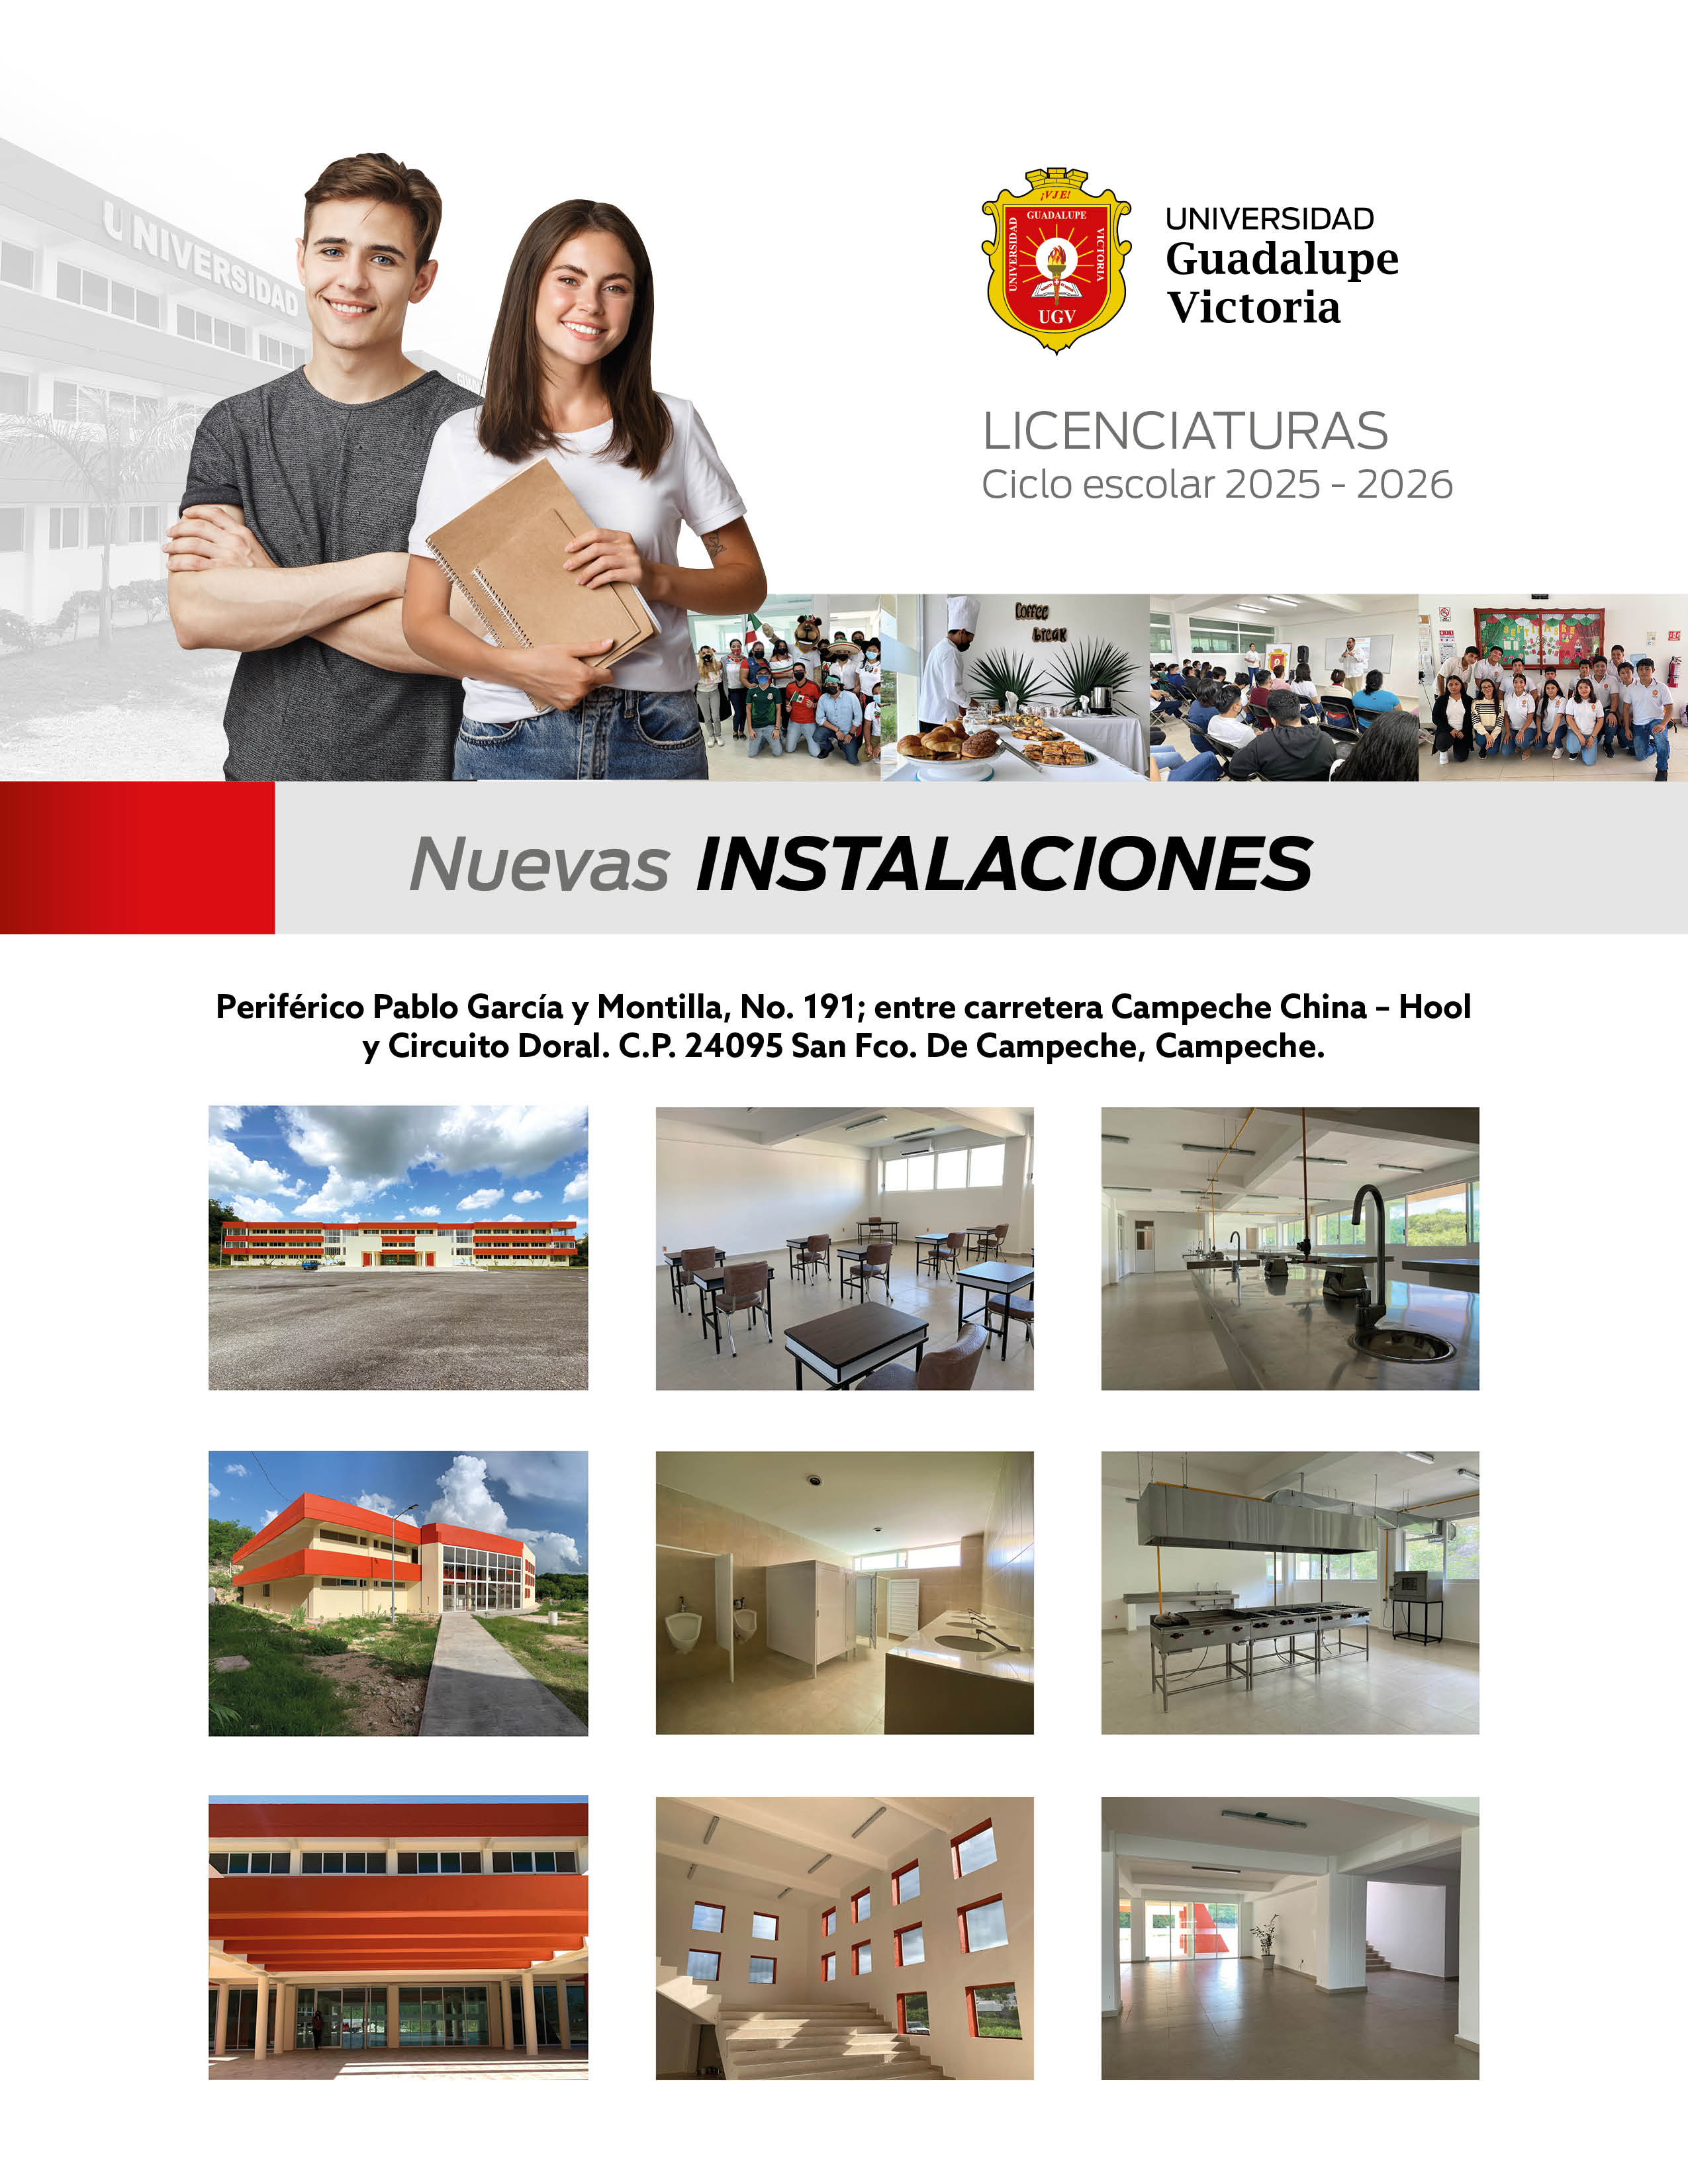 UNIVERSIDAD
¡VJE!
GUADALUPE
UNIVERSIDAD
VICTORIA
UGV
UNIVERSIDAD
Guadalupe
Victoria
LICENCIATURAS
Ciclo escolar 2025 - 2026
Coffee
break
Nuevas INSTALACIONES
Periférico Pablo García y Montilla, No. 191; entre carretera Campeche China – Hool
y Circuito Doral. C.P. 24095 San Fco. De Campeche, Campeche.